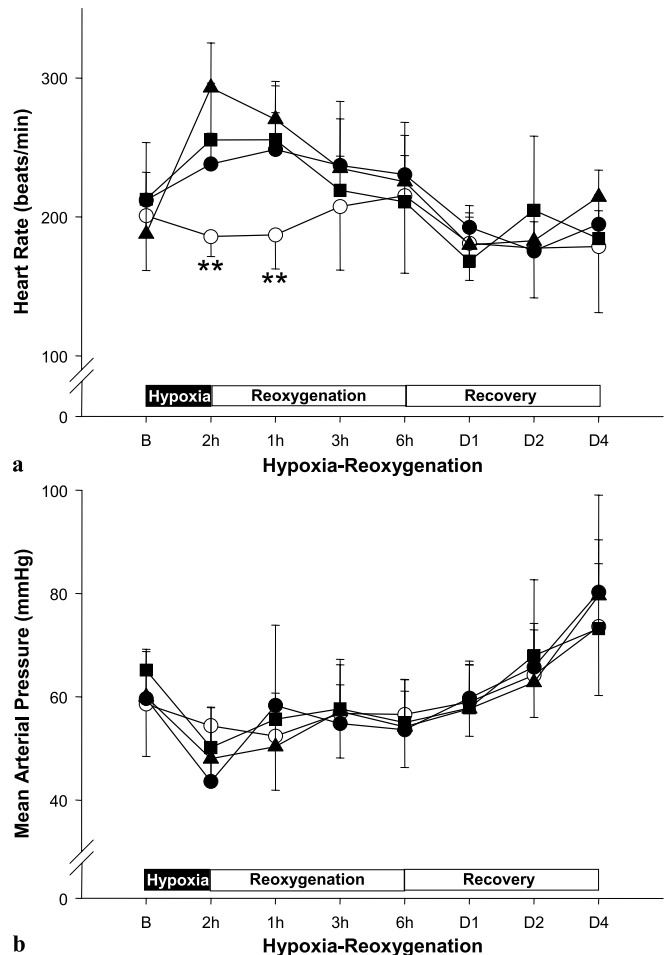 Heart Rate (beats/min)
300
200
100
0
**
**
Hypoxia
Reoxygenation
Recovery
B
2h
1h
3h
6h
D1
D2
D4
Hypoxia-Reoxygenation
a
Mean Arterial Pressure (mmHg)
100
80
60
40
0
Hypoxia
Reoxygenation
Recovery
B
2h
1h
3h
6h
D1
D2
D4
Hypoxia-Reoxygenation
b